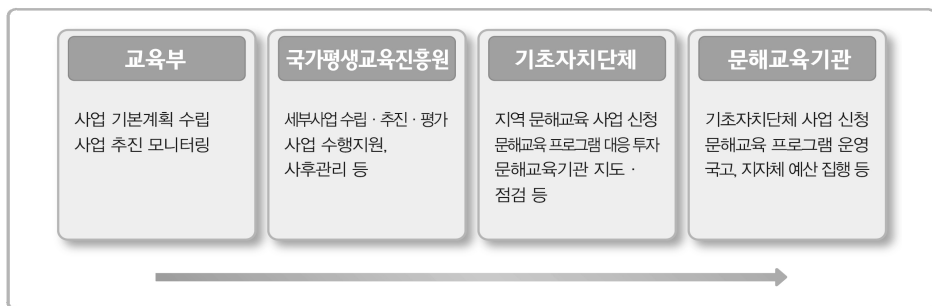 교육부
사업 기본계획 수립
사업 추진 모니터링
국가평생교육진흥원
세부사업 수립 · 추진 · 평가
사업 수행지원,
사후관리 등
기초자치단체
지역 문해교육 사업 신청
문해교육 프로그램 대응 투자
문해교육기관 지도 ·
점검 등
문해교육기관
기초자치단체 사업 신청
문해교육 프로그램 운영
국고, 지자체 예산 집행 등